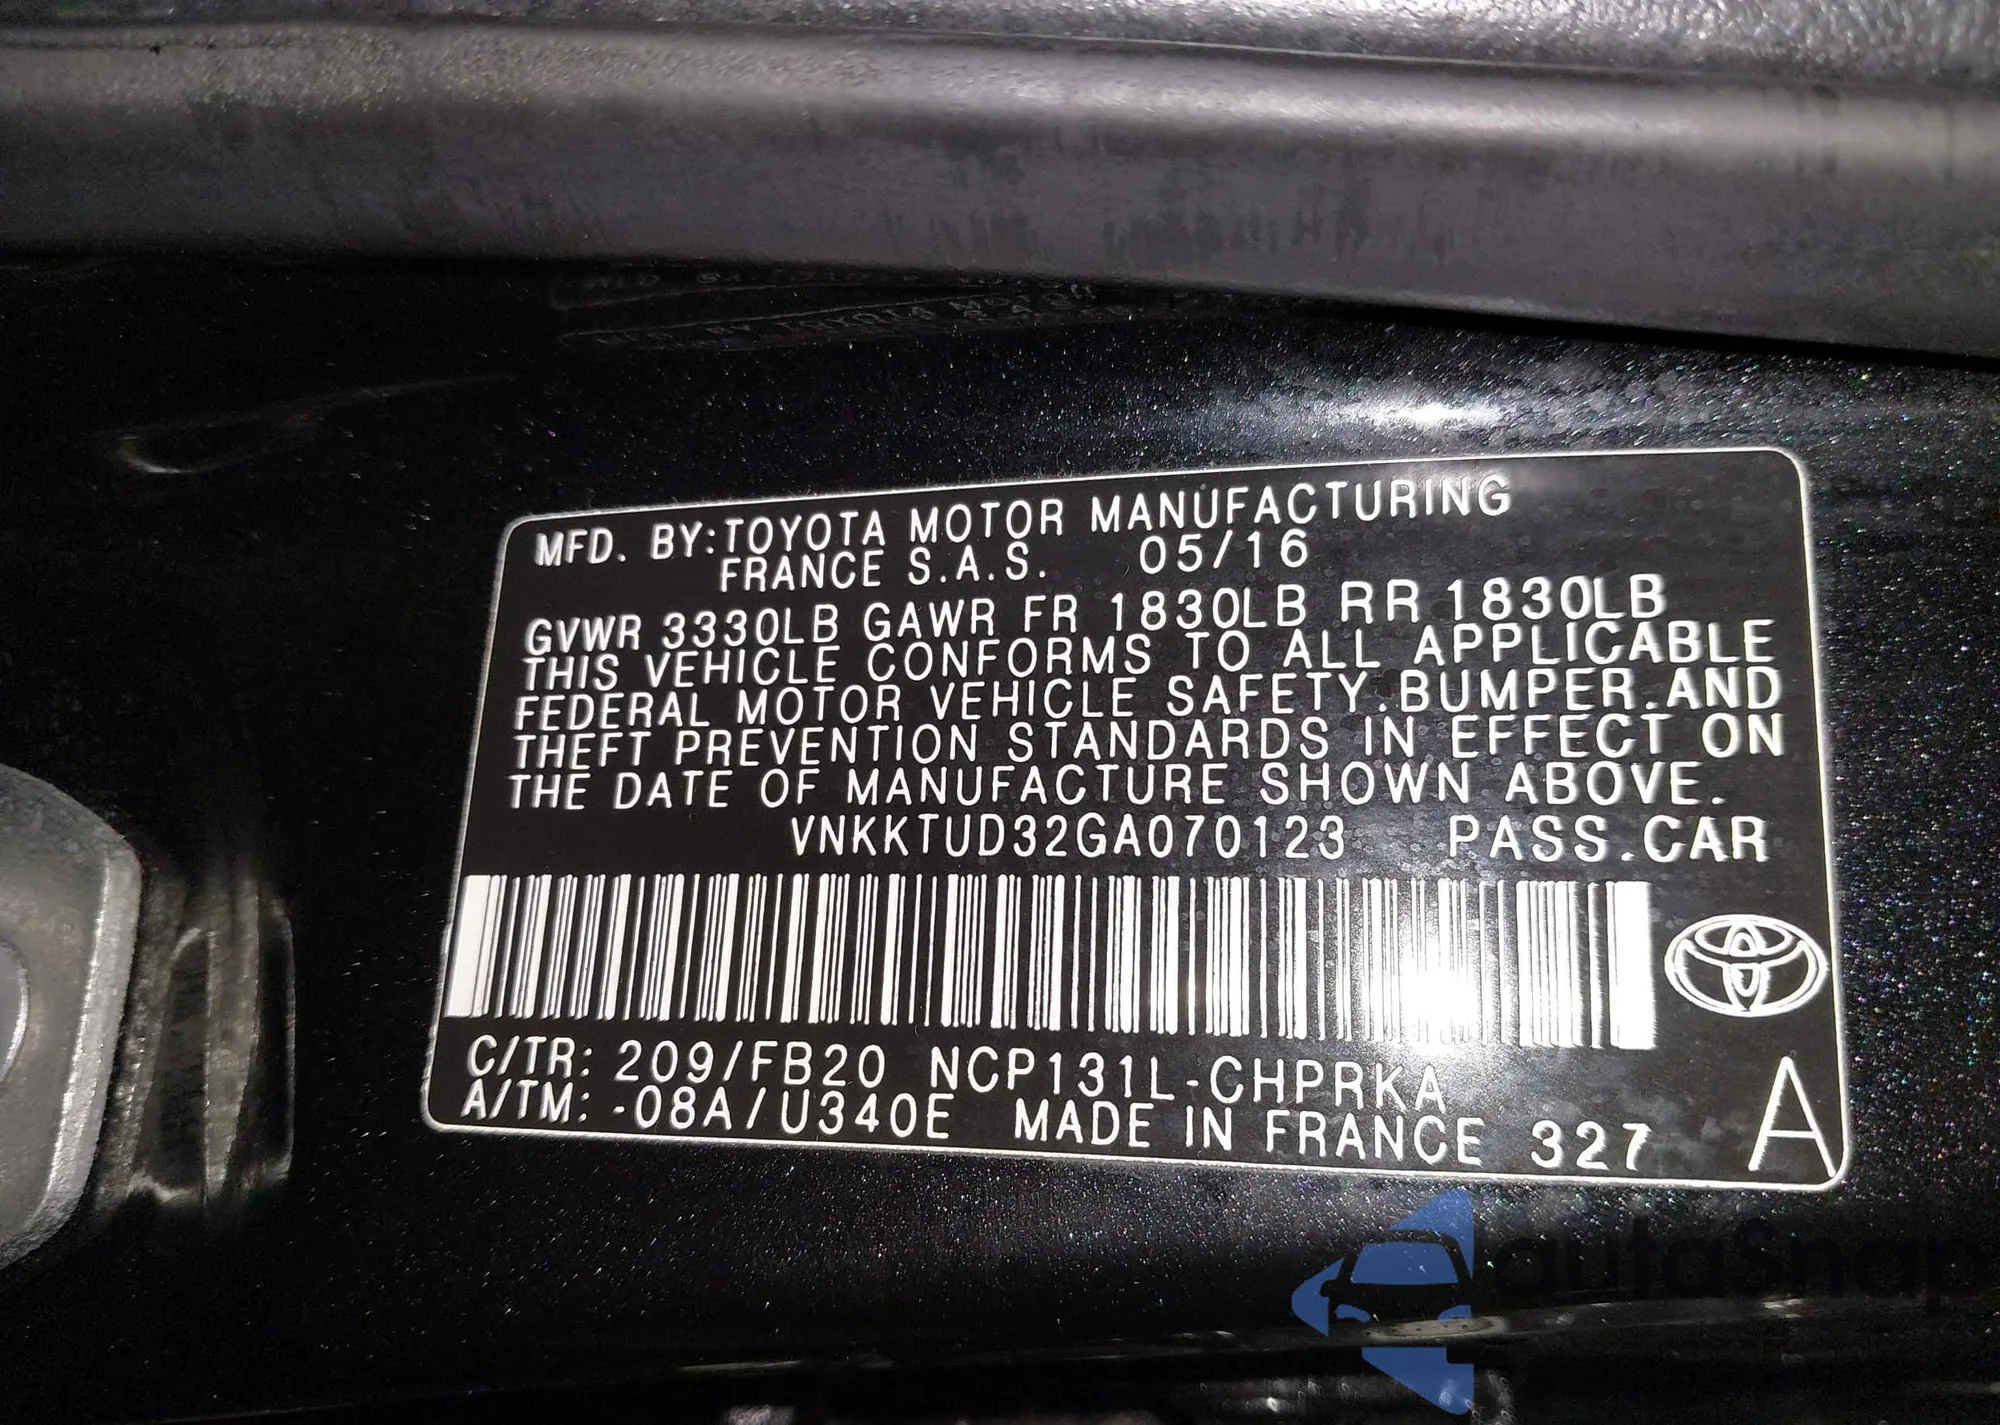 MFD. BY:TOYOTA MOTOR MANUFACTURING
FRANCE S.A.S. 05/16
GVWR 3330LB GAWR FR 1830LB RR 1830LB
THIS VEHICLE CONFORMS TO ALL APPLICABLE
FEDERAL MOTOR VEHICLE SAFETY.BUMPER.AND
THEFT PREVENTION STANDARDS IN EFFECT ON
THE DATE OF MANUFACTURE SHOWN ABOVE.
VNKKTUD32GA070123 PASS.CAR
C/TR: 209/FB20 NCP131L-CHPRKA
A/TM: -08A/U340E MADE IN FRANCE 327 A
autoSnap